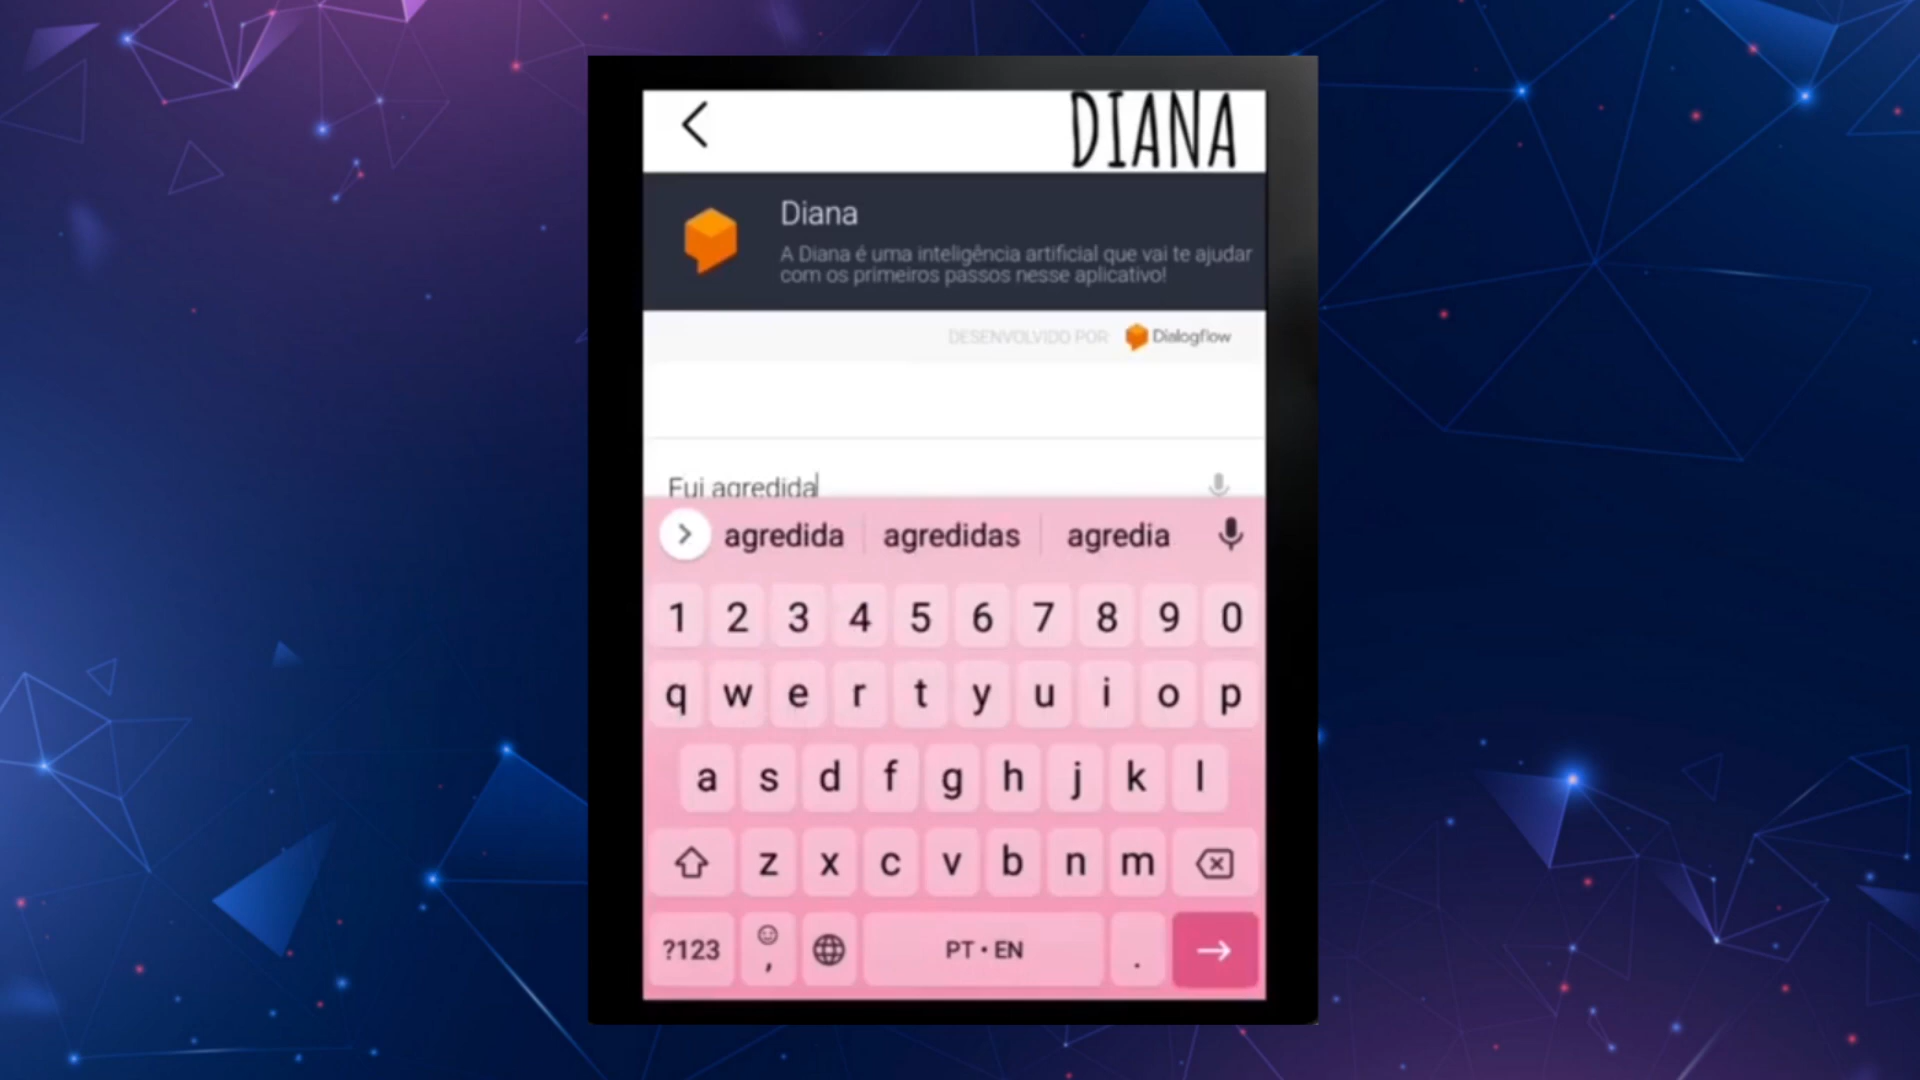 DIANA
Diana
A Diana é uma inteligência artificial que vai te ajudar
com os primeiros passos nesse aplicativo!
DESENVOLVIDO POR Dialogflow
Fui agredida
agredida agredidas agredia
1 2 3 4 5 6 7 8 9 0
q w e r t y u i o p
a s d f g h j k l
z x c v b n m
?123 , PT • EN .